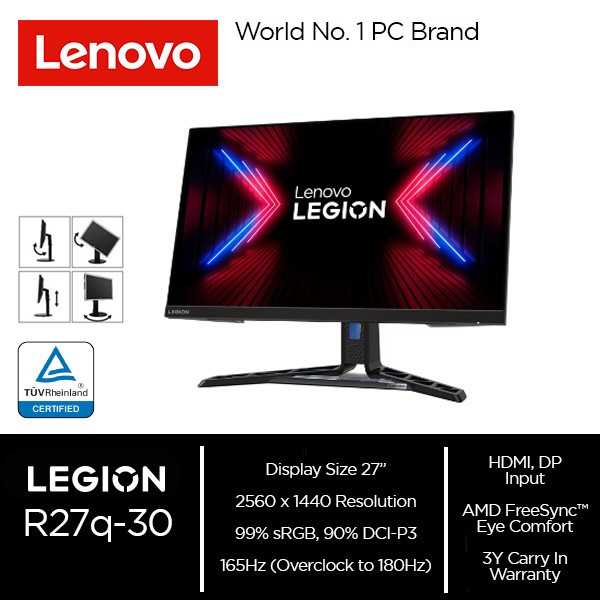 Lenovo
World No. 1 PC Brand
Lenovo
LEGION
LEGION
TÜVRheinland®
CERTIFIED
LEGION
R27q-30
Display Size 27”
2560 x 1440 Resolution
99% sRGB, 90% DCI-P3
165Hz (Overclock to 180Hz)
HDMI, DP
Input
AMD FreeSync™
Eye Comfort
3Y Carry In
Warranty